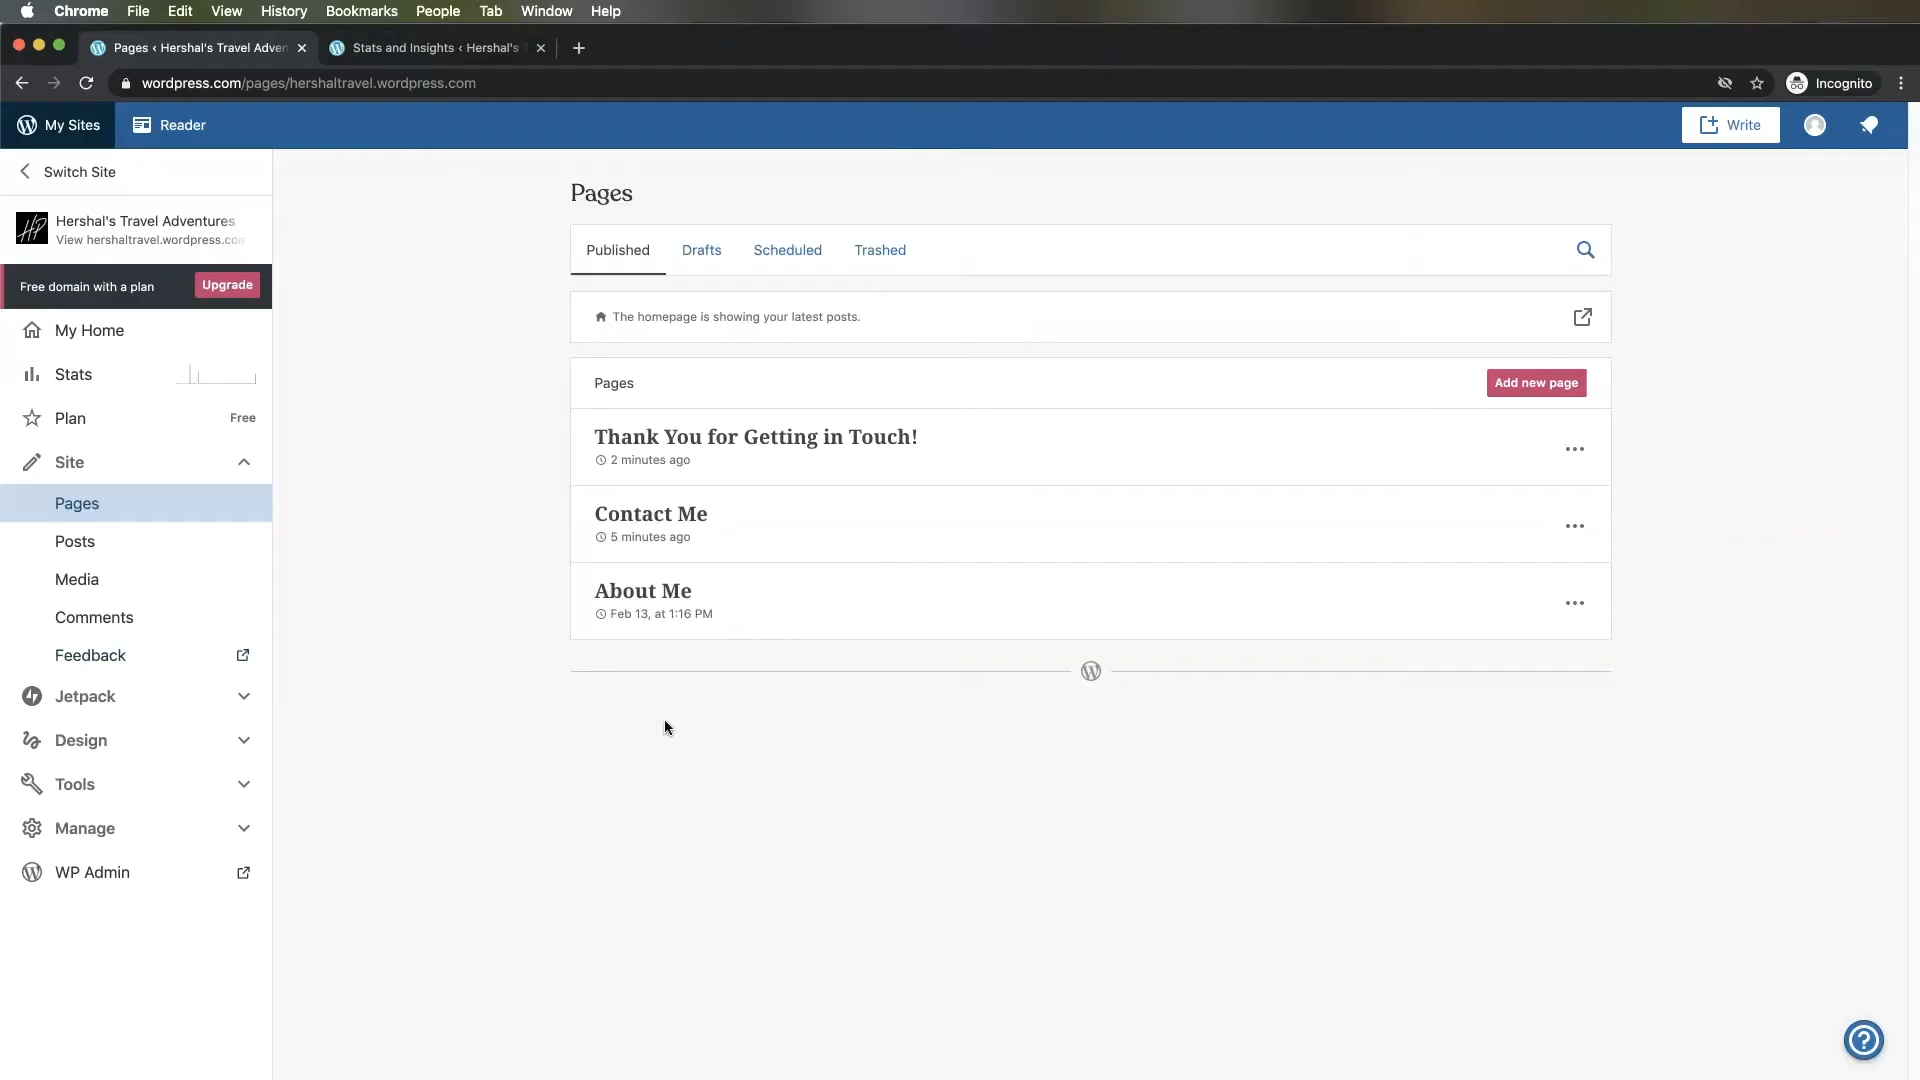 Chrome File Edit View History Bookmarks People Tab Window Help
Pages ‹ Hershal's Travel Adven Stats and Insights ‹ Hershal's
wordpress.com/pages/hershaltravel.wordpress.com Incognito
My Sites Reader Write
Switch Site
Hershal's Travel Adventures
View hershaltravel.wordpress.com
Free domain with a plan Upgrade
My Home
Stats
Plan Free
Site
Pages
Posts
Media
Comments
Feedback
Jetpack
Design
Tools
Manage
WP Admin
Pages
Published Drafts Scheduled Trashed
The homepage is showing your latest posts.
Pages Add new page
Thank You for Getting in Touch!
2 minutes ago
Contact Me
5 minutes ago
About Me
Feb 13, at 1:16 PM